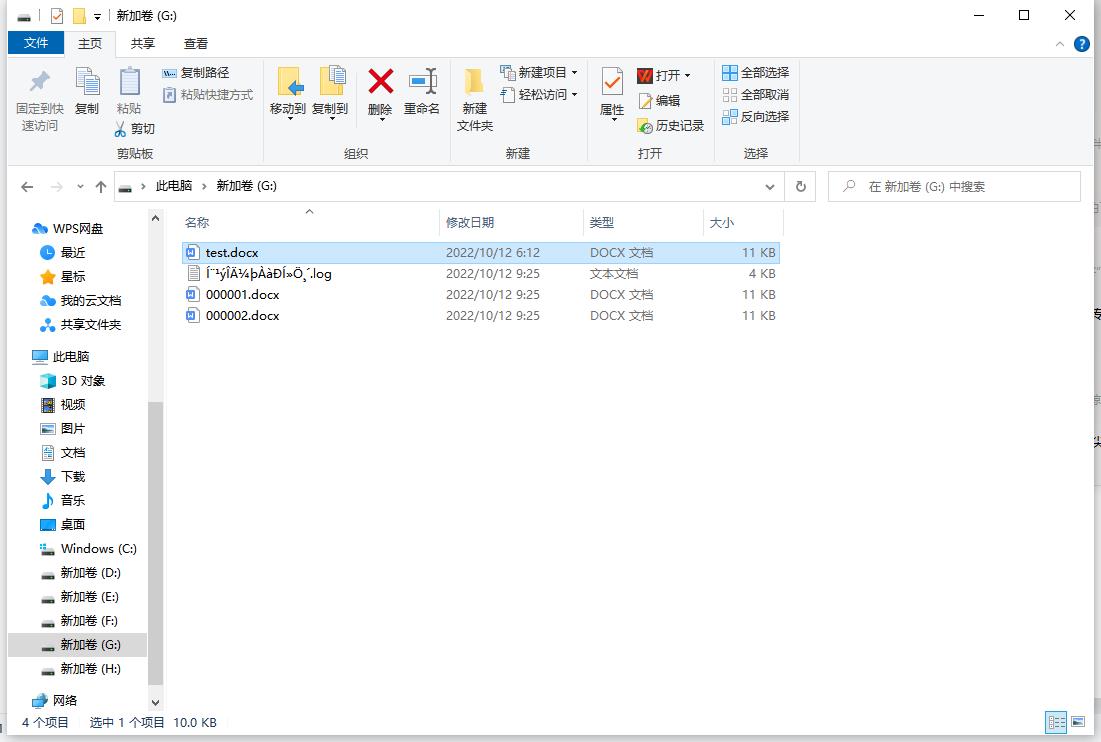 新加卷 (G:)
文件 主页 共享 查看
固定到快
速访问
复制
粘贴
复制路径
粘贴快捷方式
剪切
剪贴板
移动到 复制到 删除 重命名
组织
新建
文件夹
新建项目
轻松访问
新建
属性
打开
编辑
历史记录
打开
全部选择
全部取消
反向选择
选择
此电脑 新加卷 (G:)
在 新加卷 (G:) 中搜索
WPS网盘
最近
星标
我的云文档
共享文件夹
此电脑
3D 对象
视频
图片
文档
下载
音乐
桌面
Windows (C:)
新加卷 (D:)
新加卷 (E:)
新加卷 (F:)
新加卷 (G:)
新加卷 (H:)
网络
名称 修改日期 类型 大小
test.docx 2022/10/12 6:12 DOCX 文档 11 KB
Í¨¹ýÎÄ¼þÀàÐÍ»Ö¸´.log 2022/10/12 9:25 文本文档 4 KB
000001.docx 2022/10/12 9:25 DOCX 文档 11 KB
000002.docx 2022/10/12 9:25 DOCX 文档 11 KB
4 个项目 选中 1 个项目 10.0 KB